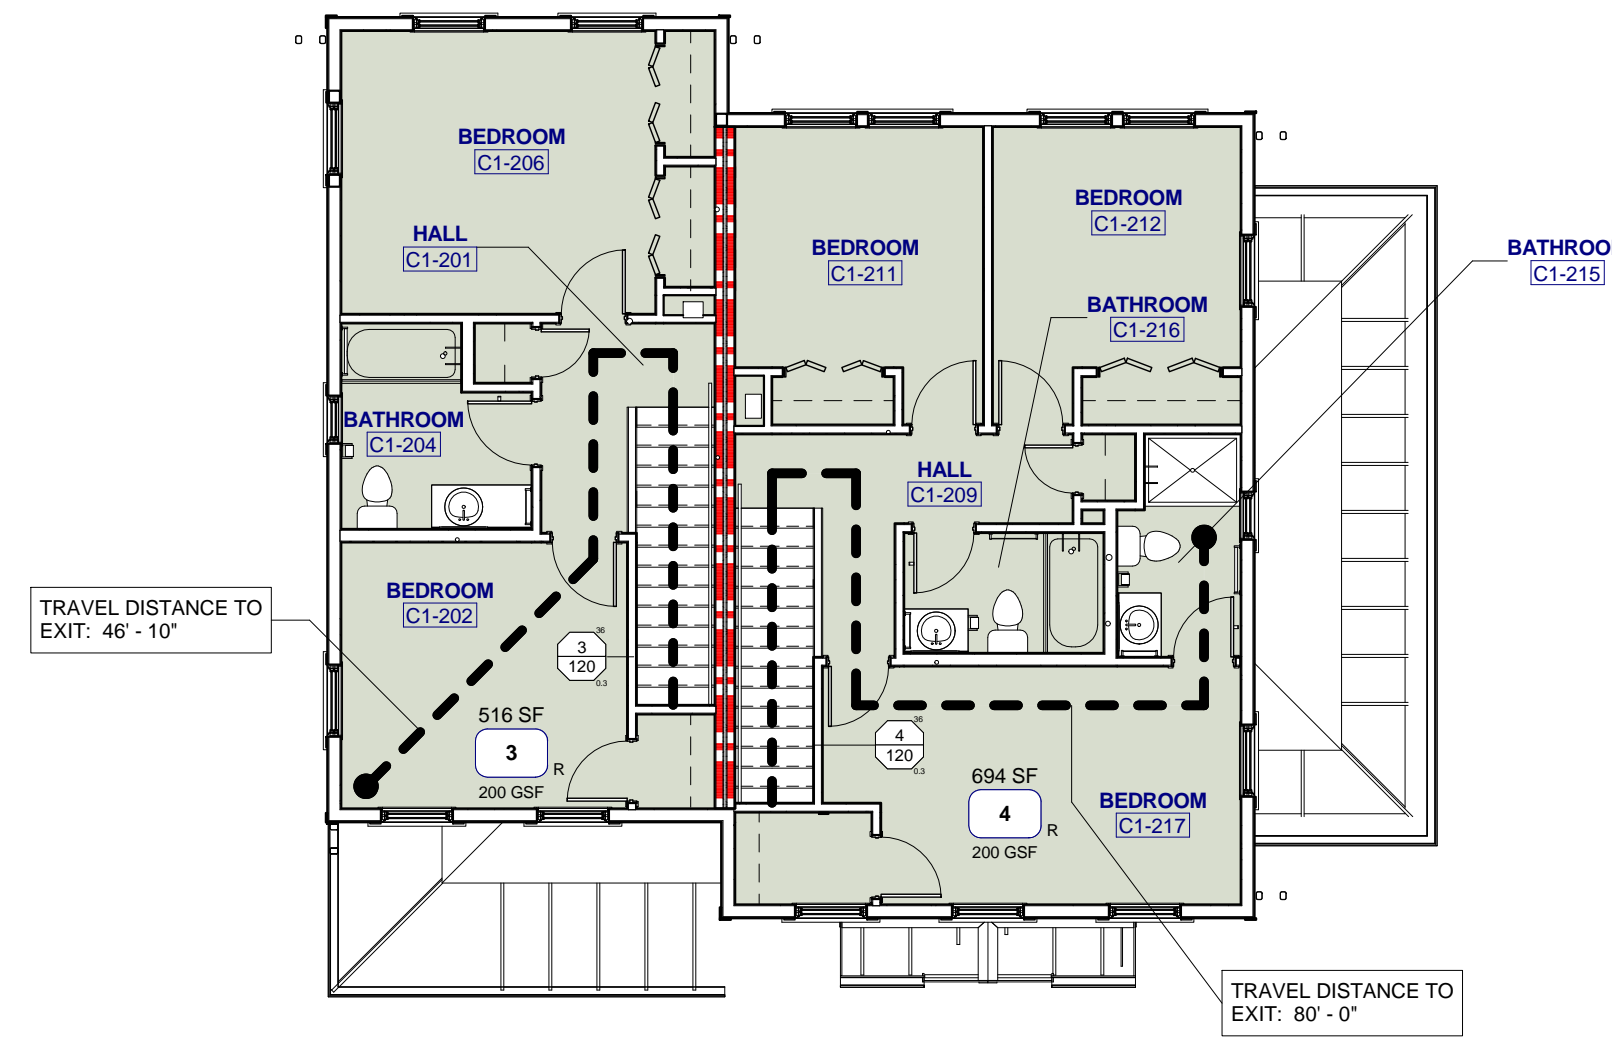 BEDROOM
C1-206
HALL
C1-201
BEDROOM
C1-211
BEDROOM
C1-212
BATHROOM
C1-216
BATHROO
C1-215
BATHROOM
C1-204
HALL
C1-209
BEDROOM
C1-202
TRAVEL DISTANCE TO
EXIT: 46' - 10"
36
3
120
0.3
516 SF
3
R
200 GSF
36
4
120
0.3
694 SF
4
R
200 GSF
BEDROOM
C1-217
TRAVEL DISTANCE TO
EXIT: 80' - 0"